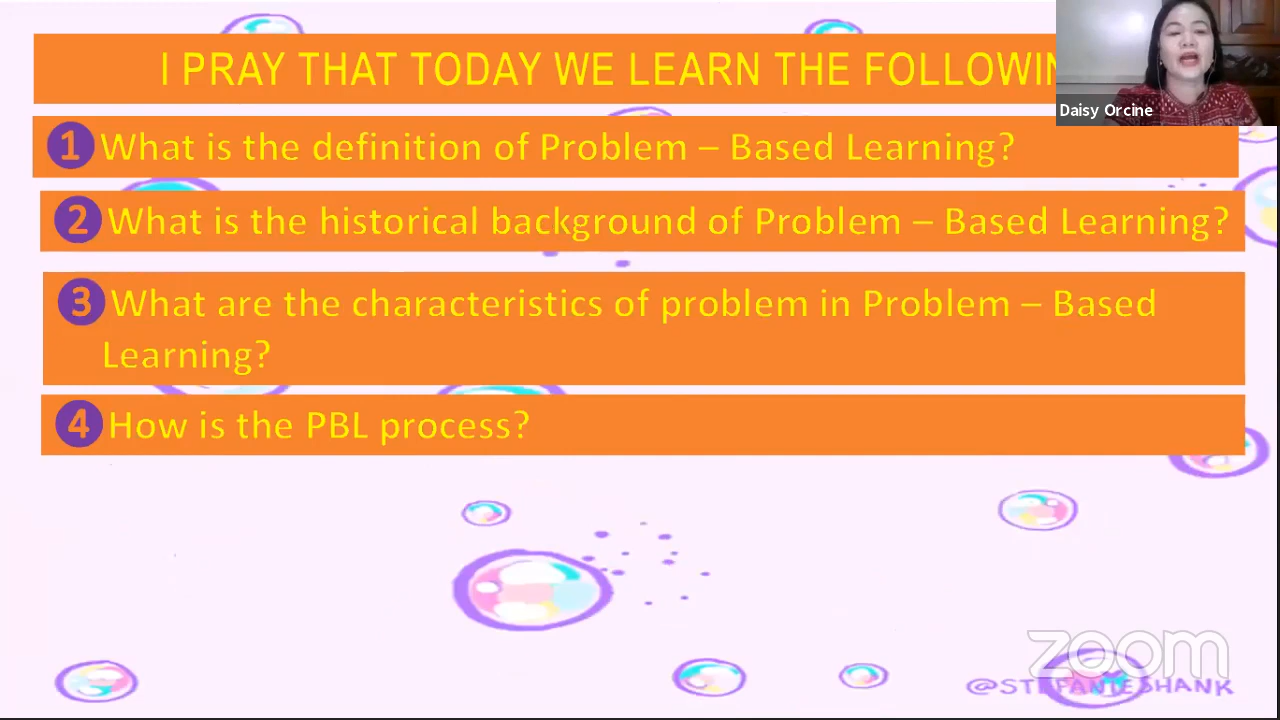 I PRAY THAT TODAY WE LEARN THE FOLLOWIN
Daisy Orcine
1 What is the definition of Problem – Based Learning?
2 What is the historical background of Problem – Based Learning?
3 What are the characteristics of problem in Problem – Based
Learning?
4 How is the PBL process?
zoom
@STEFANIESHANK